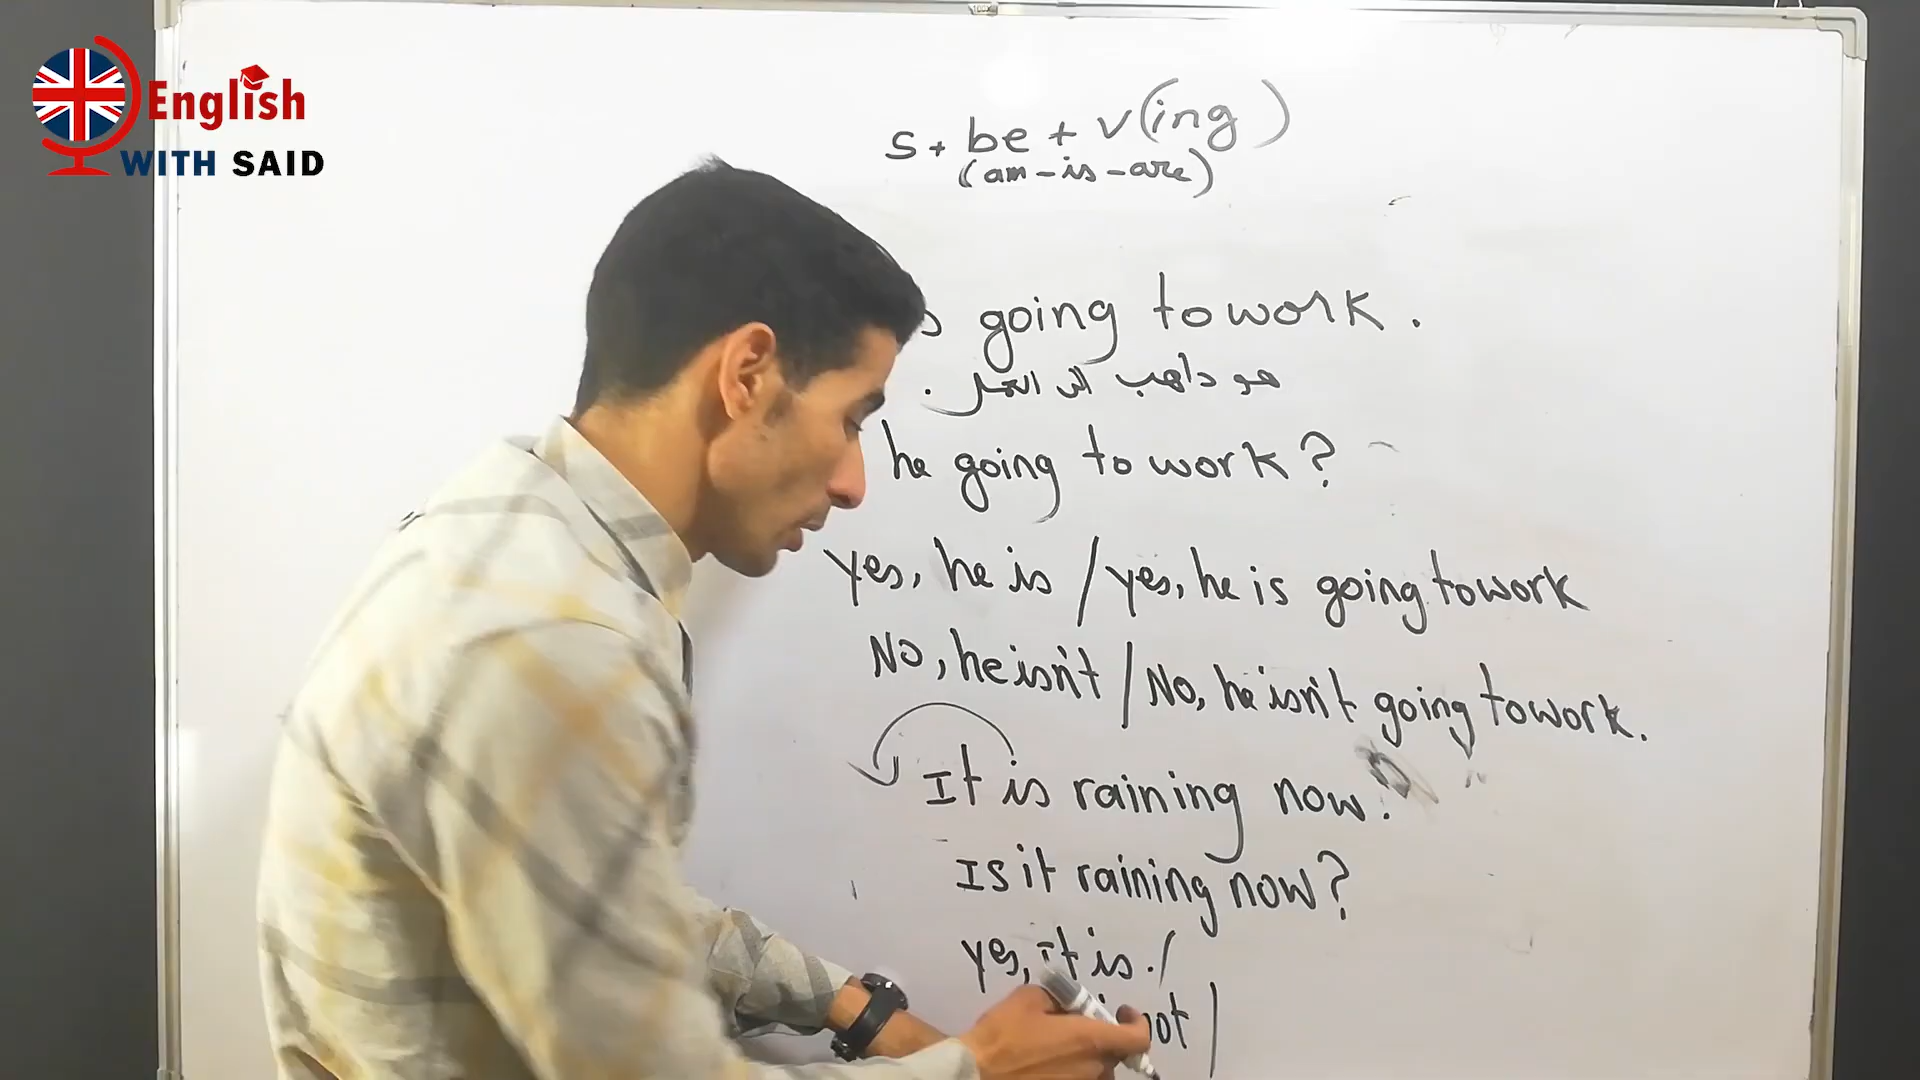 English
WITH SAID
s + be + v(ing)
(am-is-are)
going to work.
هو داهب الى العمل .
he going to work?
yes, he is / yes, he is going to work
No, he isn't / No, he isn't going to work.
It is raining now.
Is it raining now?
yes, it is. /
not /